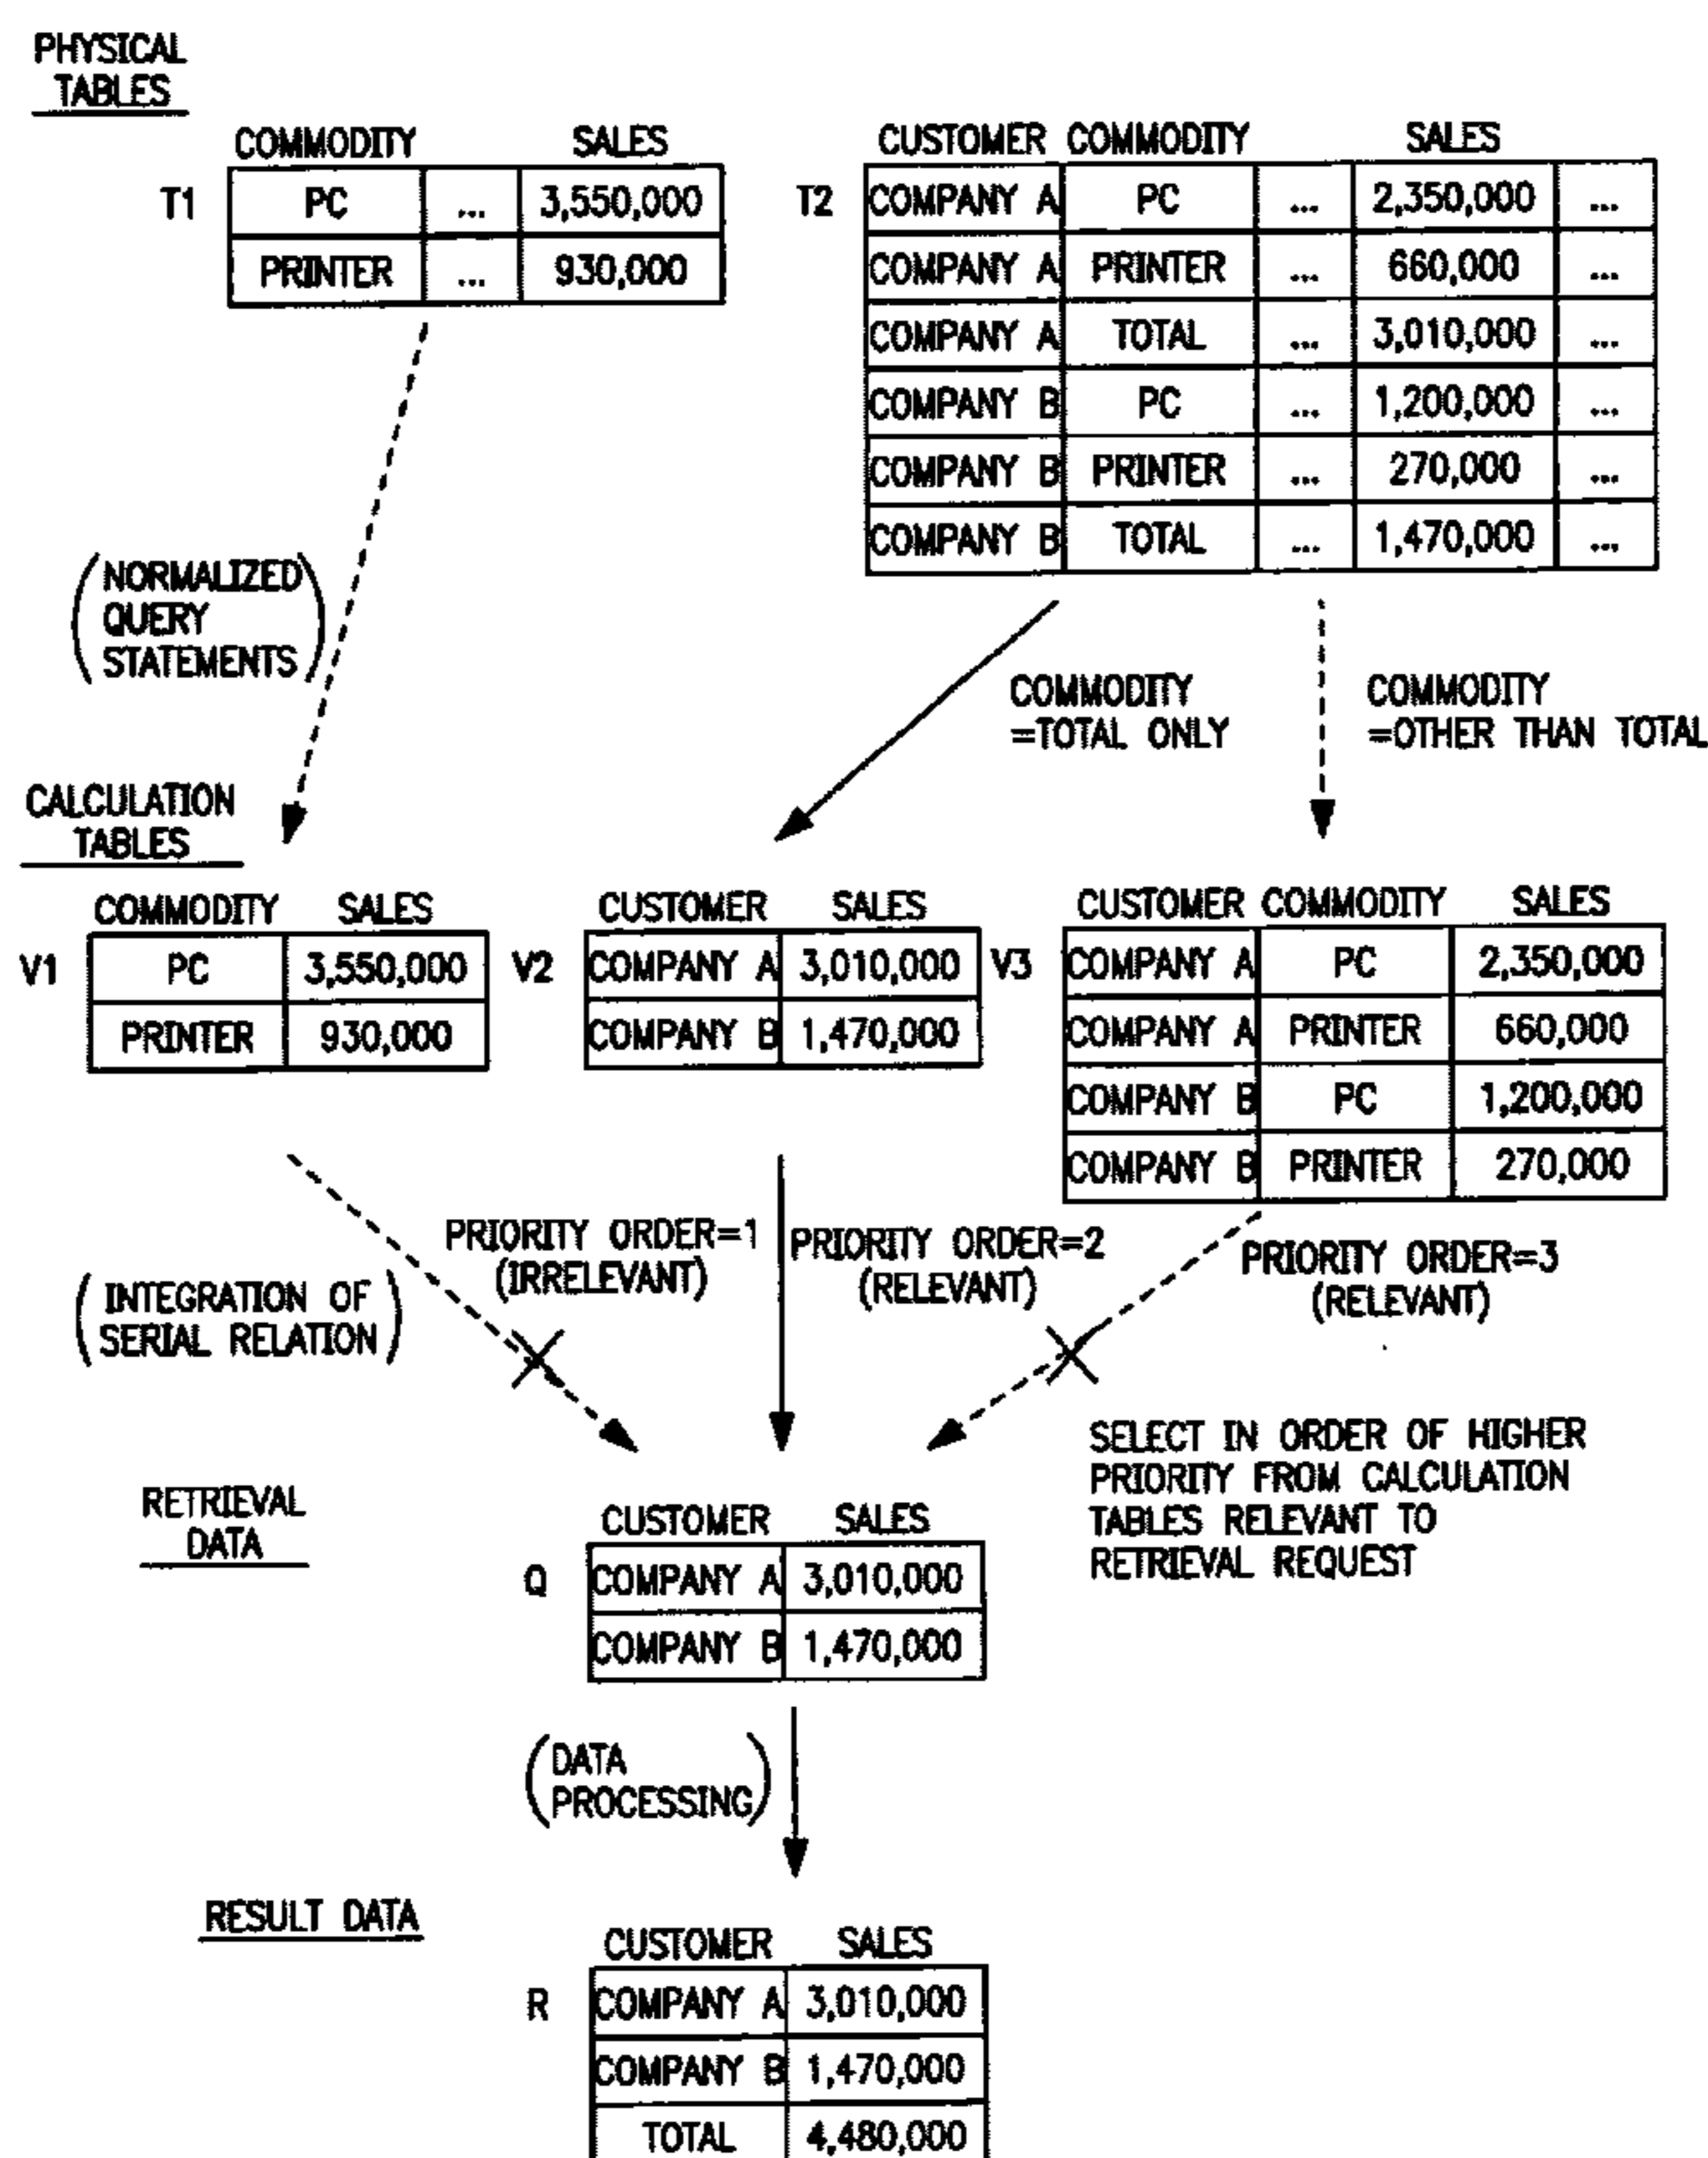 PHYSICAL
TABLES
COMMODITY SALES
T1 PC ... 3,550,000
PRINTER ... 930,000
CUSTOMER COMMODITY SALES
T2 COMPANY A PC ... 2,350,000 ...
COMPANY A PRINTER ... 660,000 ...
COMPANY A TOTAL ... 3,010,000 ...
COMPANY B PC ... 1,200,000 ...
COMPANY B PRINTER ... 270,000 ...
COMPANY B TOTAL ... 1,470,000 ...
(NORMALIZED
QUERY
STATEMENTS)
COMMODITY
=TOTAL ONLY
COMMODITY
=OTHER THAN TOTAL
CALCULATION
TABLES
COMMODITY SALES
V1 PC 3,550,000
PRINTER 930,000
CUSTOMER SALES
V2 COMPANY A 3,010,000
COMPANY B 1,470,000
CUSTOMER COMMODITY SALES
V3 COMPANY A PC 2,350,000
COMPANY A PRINTER 660,000
COMPANY B PC 1,200,000
COMPANY B PRINTER 270,000
PRIORITY ORDER=1
(IRRELEVANT)
PRIORITY ORDER=2
(RELEVANT)
PRIORITY ORDER=3
(RELEVANT)
(INTEGRATION OF
SERIAL RELATION)
SELECT IN ORDER OF HIGHER
PRIORITY FROM CALCULATION
TABLES RELEVANT TO
RETRIEVAL REQUEST
RETRIEVAL
DATA
CUSTOMER SALES
Q COMPANY A 3,010,000
COMPANY B 1,470,000
(DATA
PROCESSING)
RESULT DATA
CUSTOMER SALES
R COMPANY A 3,010,000
COMPANY B 1,470,000
TOTAL 4,480,000